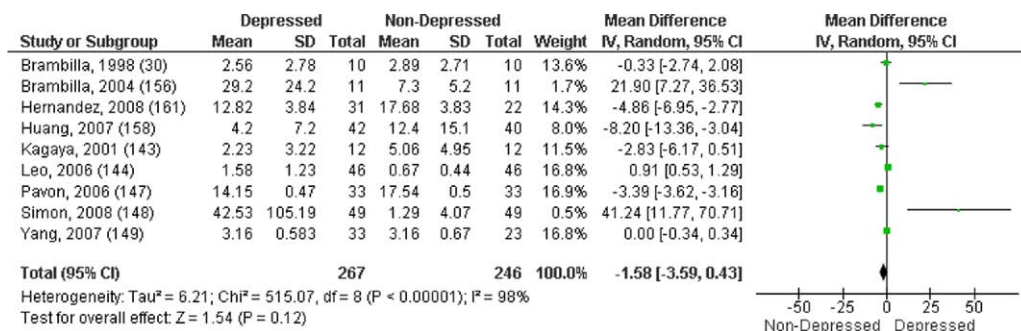 Depressed Non-Depressed Mean Difference Mean Difference
Study or Subgroup Mean SD Total Mean SD Total Weight IV, Random, 95% CI IV, Random, 95% CI
Brambilla, 1998 (30) 2.56 2.78 10 2.89 2.71 10 13.6% -0.33 [-2.74, 2.08]
Brambilla, 2004 (156) 29.2 24.2 11 7.3 5.2 11 1.7% 21.90 [7.27, 36.53]
Hernandez, 2008 (161) 12.82 3.84 31 17.68 3.83 22 14.3% -4.86 [-6.95, -2.77]
Huang, 2007 (158) 4.2 7.2 42 12.4 15.1 40 8.0% -8.20 [-13.36, -3.04]
Kagaya, 2001 (143) 2.23 3.22 12 5.06 4.95 12 11.5% -2.83 [-6.17, 0.51]
Leo, 2006 (144) 1.58 1.23 46 0.67 0.44 46 16.8% 0.91 [0.53, 1.29]
Pavon, 2006 (147) 14.15 0.47 33 17.54 0.5 33 16.9% -3.39 [-3.62, -3.16]
Simon, 2008 (148) 42.53 105.19 49 1.29 4.07 49 0.5% 41.24 [11.77, 70.71]
Yang, 2007 (149) 3.16 0.583 33 3.16 0.67 23 16.8% 0.00 [-0.34, 0.34]
Total (95% CI) 267 246 100.0% -1.58 [-3.59, 0.43]
Heterogeneity: Tau² = 6.21; Chi² = 515.07, df = 8 (P < 0.00001); I² = 98%
Test for overall effect: Z = 1.54 (P = 0.12)
-50 -25 0 25 50
Non-Depressed Depressed